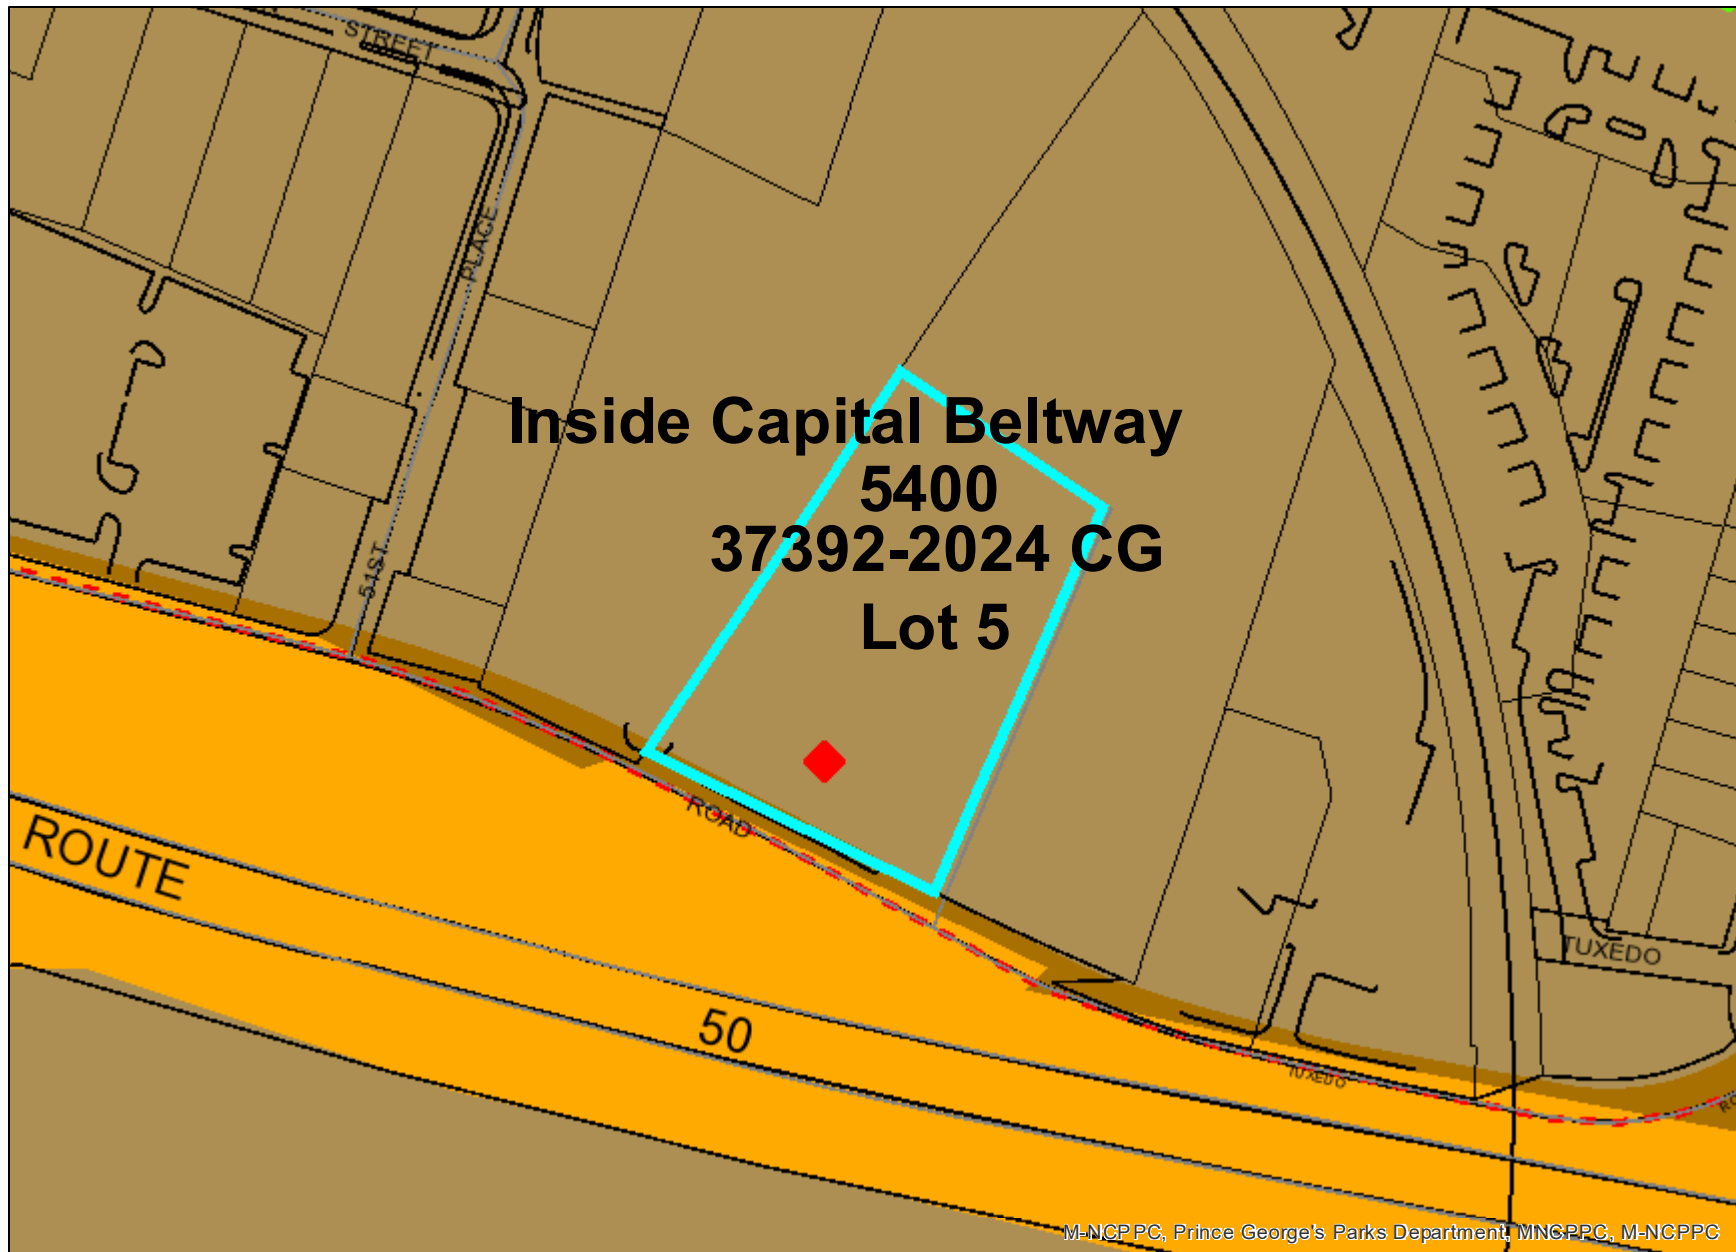 STREET
PLACE
Inside Capital Beltway
5400
37392-2024 CG
51ST
Lot 5
ROAD
ROUTE
TUXEDO
50
TUXEDO
M-NCPPC, Prince George's Parks Department, MNCPPC, M-NCPPC